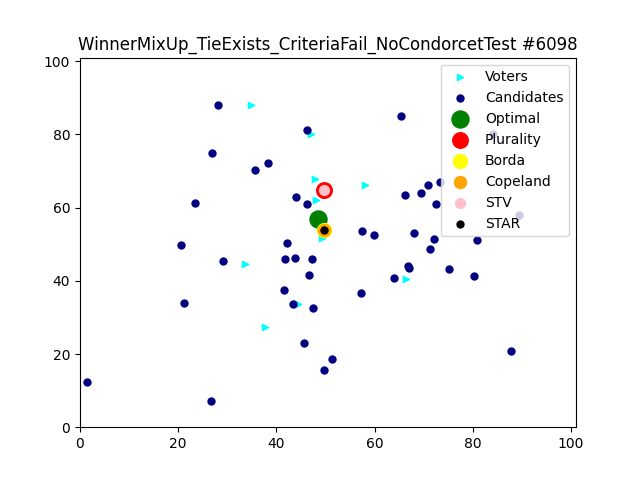 WinnerMixUp_TieExists_CriteriaFail_NoCondorcetTest #6098
100
80
60
40
20
0
0 20 40 60 80 100
Voters
Candidates
Optimal
Plurality
Borda
Copeland
STV
STAR